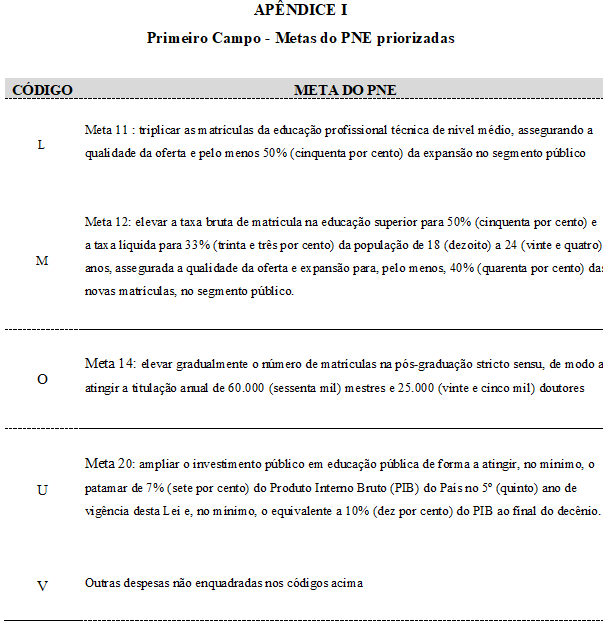 APÊNDICE I
Primeiro Campo - Metas do PNE priorizadas
CÓDIGO META DO PNE
L
Meta 11 : triplicar as matrículas da educação profissional técnica de nível médio, assegurando a
qualidade da oferta e pelo menos 50% (cinquenta por cento) da expansão no segmento público
M
Meta 12: elevar a taxa bruta de matrícula na educação superior para 50% (cinquenta por cento) e
a taxa líquida para 33% (trinta e três por cento) da população de 18 (dezoito) a 24 (vinte e quatro)
anos, assegurada a qualidade da oferta e expansão para, pelo menos, 40% (quarenta por cento) das
novas matrículas, no segmento público.
O
Meta 14: elevar gradualmente o número de matrículas na pós-graduação stricto sensu, de modo a
atingir a titulação anual de 60.000 (sessenta mil) mestres e 25.000 (vinte e cinco mil) doutores
U
Meta 20: ampliar o investimento público em educação pública de forma a atingir, no mínimo, o
patamar de 7% (sete por cento) do Produto Interno Bruto (PIB) do País no 5º (quinto) ano de
vigência desta Lei e, no mínimo, o equivalente a 10% (dez por cento) do PIB ao final do decênio.
V
Outras despesas não enquadradas nos códigos acima